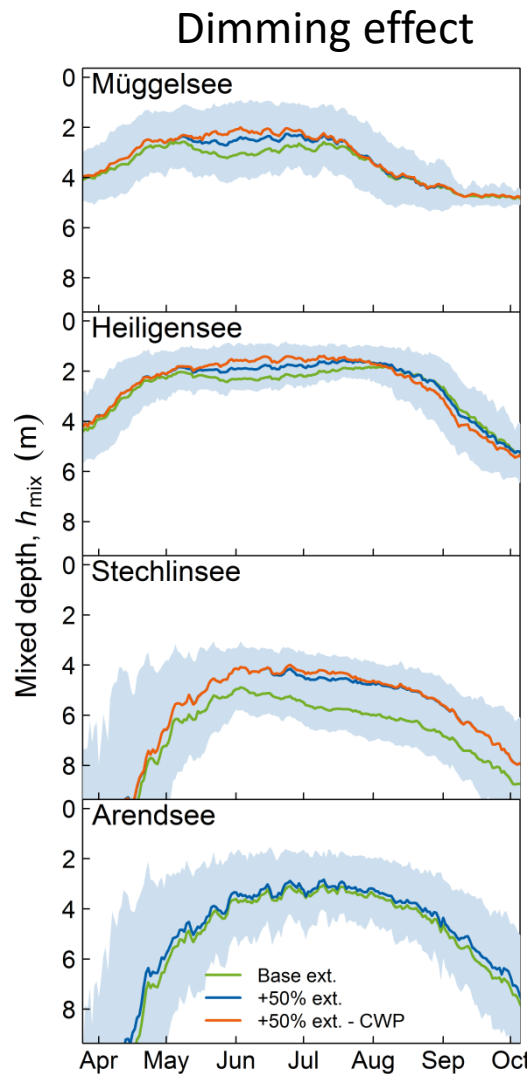 Dimming effect
Müggelsee
0
2
4
6
8
Heiligensee
0
2
4
6
8
Stechlinsee
0
2
4
6
8
Arendsee
0
2
4
6
8
Mixed depth, hmix (m)
Base ext.
+50% ext.
+50% ext. - CWP
Apr May Jun Jul Aug Sep Oct